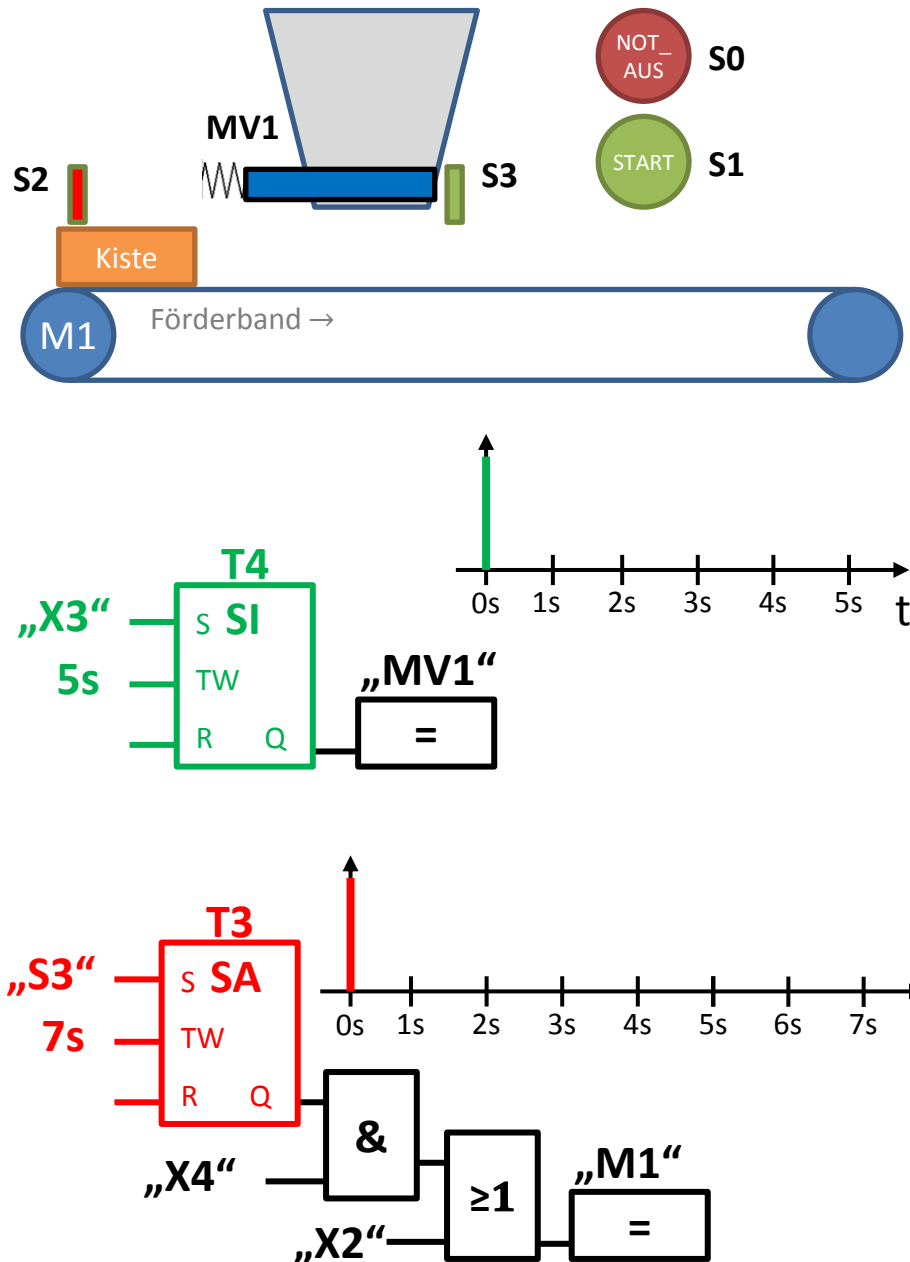 NOT_
AUS
S0
MV1
START
S1
S2
S3
Kiste
M1
Förderband →
0s 1s 2s 3s 4s 5s t
T4
„X3“ S SI
5s TW
R Q
„MV1“
=
T3
„S3“ S SA
7s TW
R Q
0s 1s 2s 3s 4s 5s 6s 7s
&
„X4“
≥1
„X2“
„M1“
=